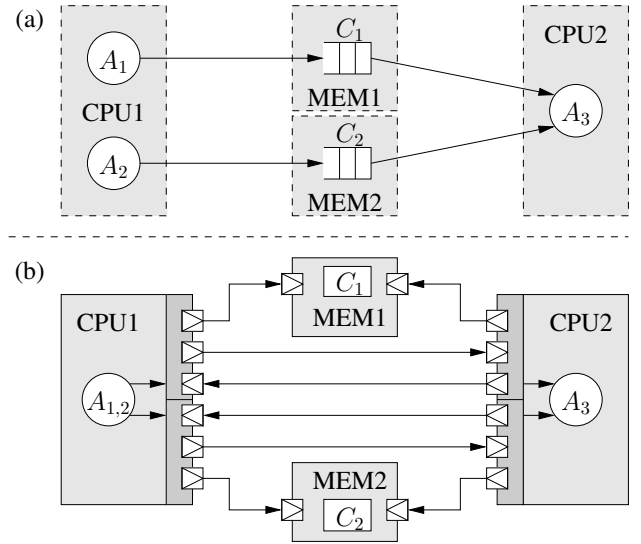 (a)
A₁
C₁
CPU2
CPU1
MEM1
A₃
A₂
C₂
MEM2
(b)
CPU1
C₁
MEM1
CPU2
A₁,₂
A₃
MEM2
C₂